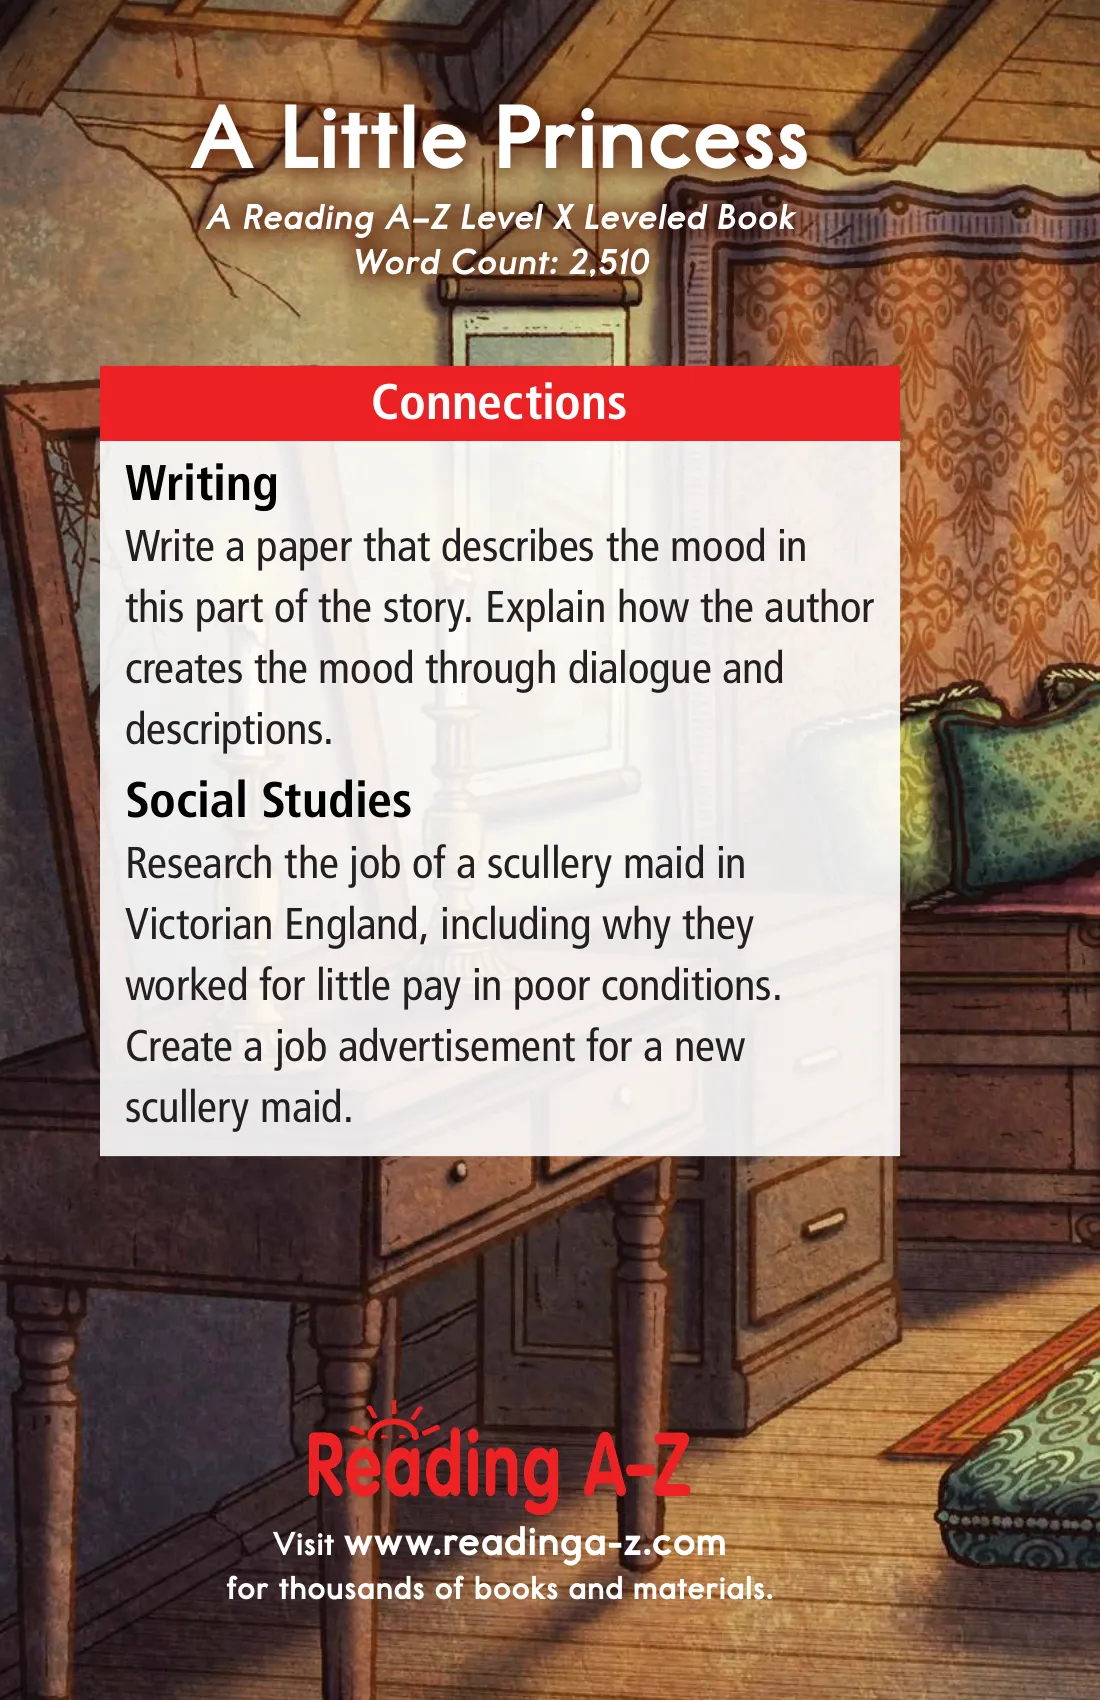 A Little Princess
A Reading A–Z Level X Leveled Book
Word Count: 2,510
Connections
Writing
Write a paper that describes the mood in
this part of the story. Explain how the author
creates the mood through dialogue and
descriptions.
Social Studies
Research the job of a scullery maid in
Victorian England, including why they
worked for little pay in poor conditions.
Create a job advertisement for a new
scullery maid.
Reading A-Z
Visit www.readinga-z.com
for thousands of books and materials.